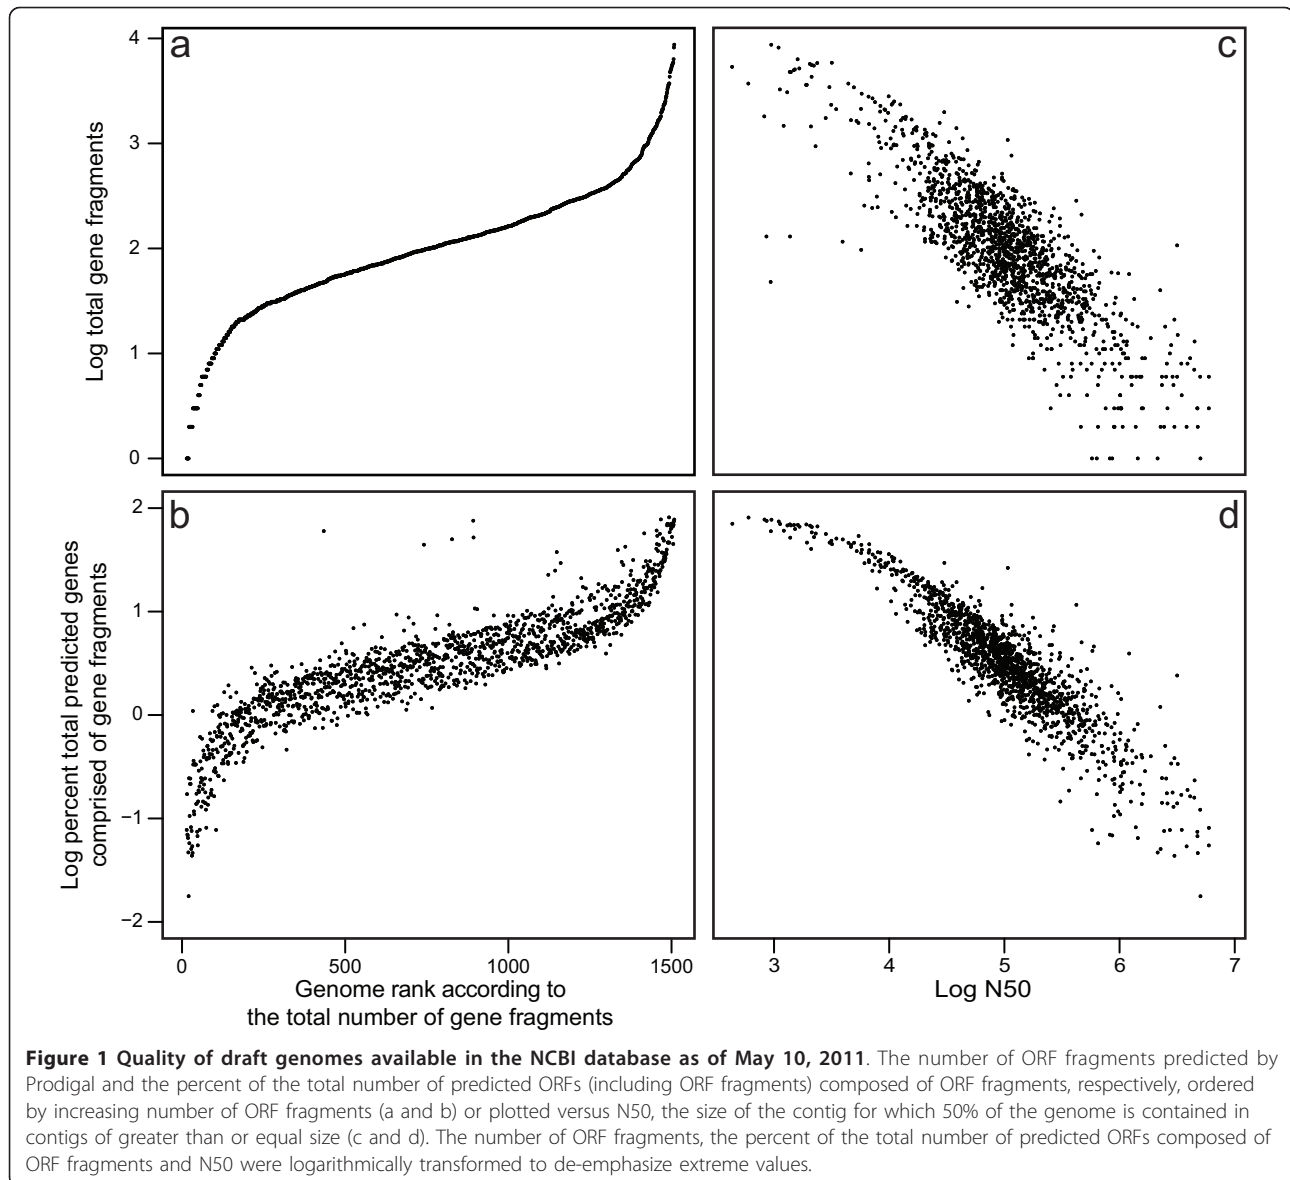 a
4
3
2
1
0
Log total gene fragments
c
b
2
1
0
−1
−2
Log percent total predicted genes
comprised of gene fragments
0
500
1000
1500
Genome rank according to
the total number of gene fragments
d
3
4
5
6
7
Log N50
Figure 1 Quality of draft genomes available in the NCBI database as of May 10, 2011. The number of ORF fragments predicted by
Prodigal and the percent of the total number of predicted ORFs (including ORF fragments) composed of ORF fragments, respectively, ordered
by increasing number of ORF fragments (a and b) or plotted versus N50, the size of the contig for which 50% of the genome is contained in
contigs of greater than or equal size (c and d). The number of ORF fragments, the percent of the total number of predicted ORFs composed of
ORF fragments and N50 were logarithmically transformed to de-emphasize extreme values.